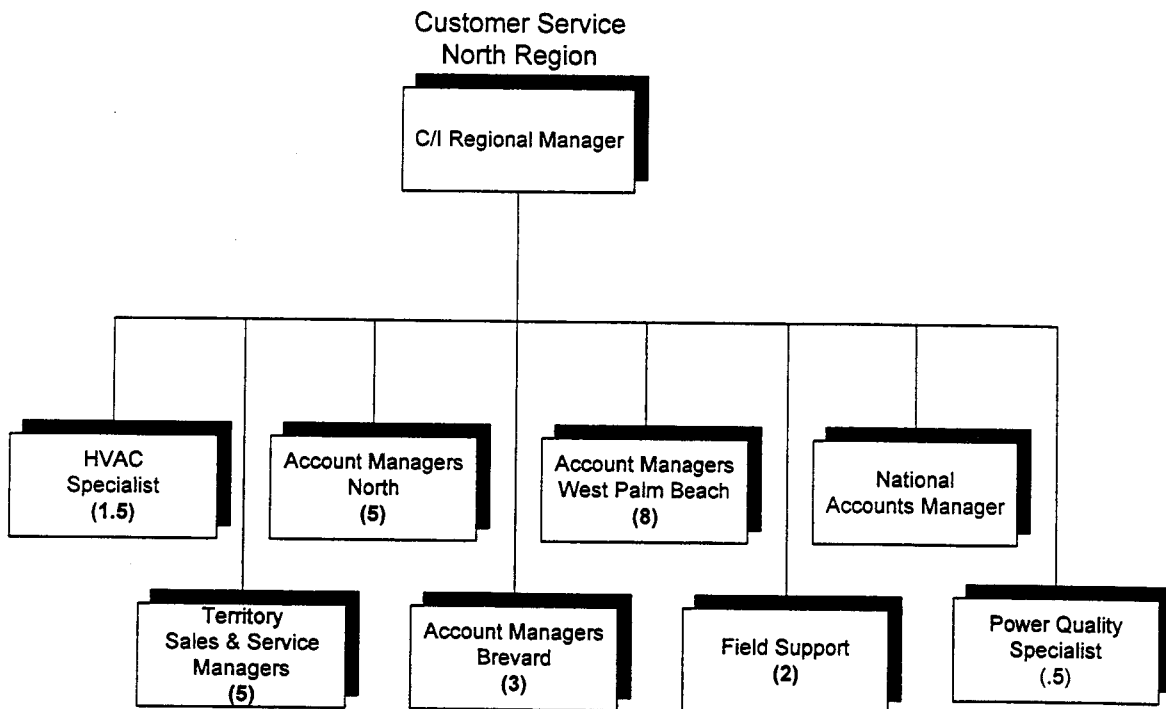 Customer Service
North Region
C/I Regional Manager
HVAC
Specialist
(1.5)
Account Managers
North
(5)
Account Managers
West Palm Beach
(8)
National
Accounts Manager
Territory
Sales & Service
Managers
(5)
Account Managers
Brevard
(3)
Field Support
(2)
Power Quality
Specialist
(.5)